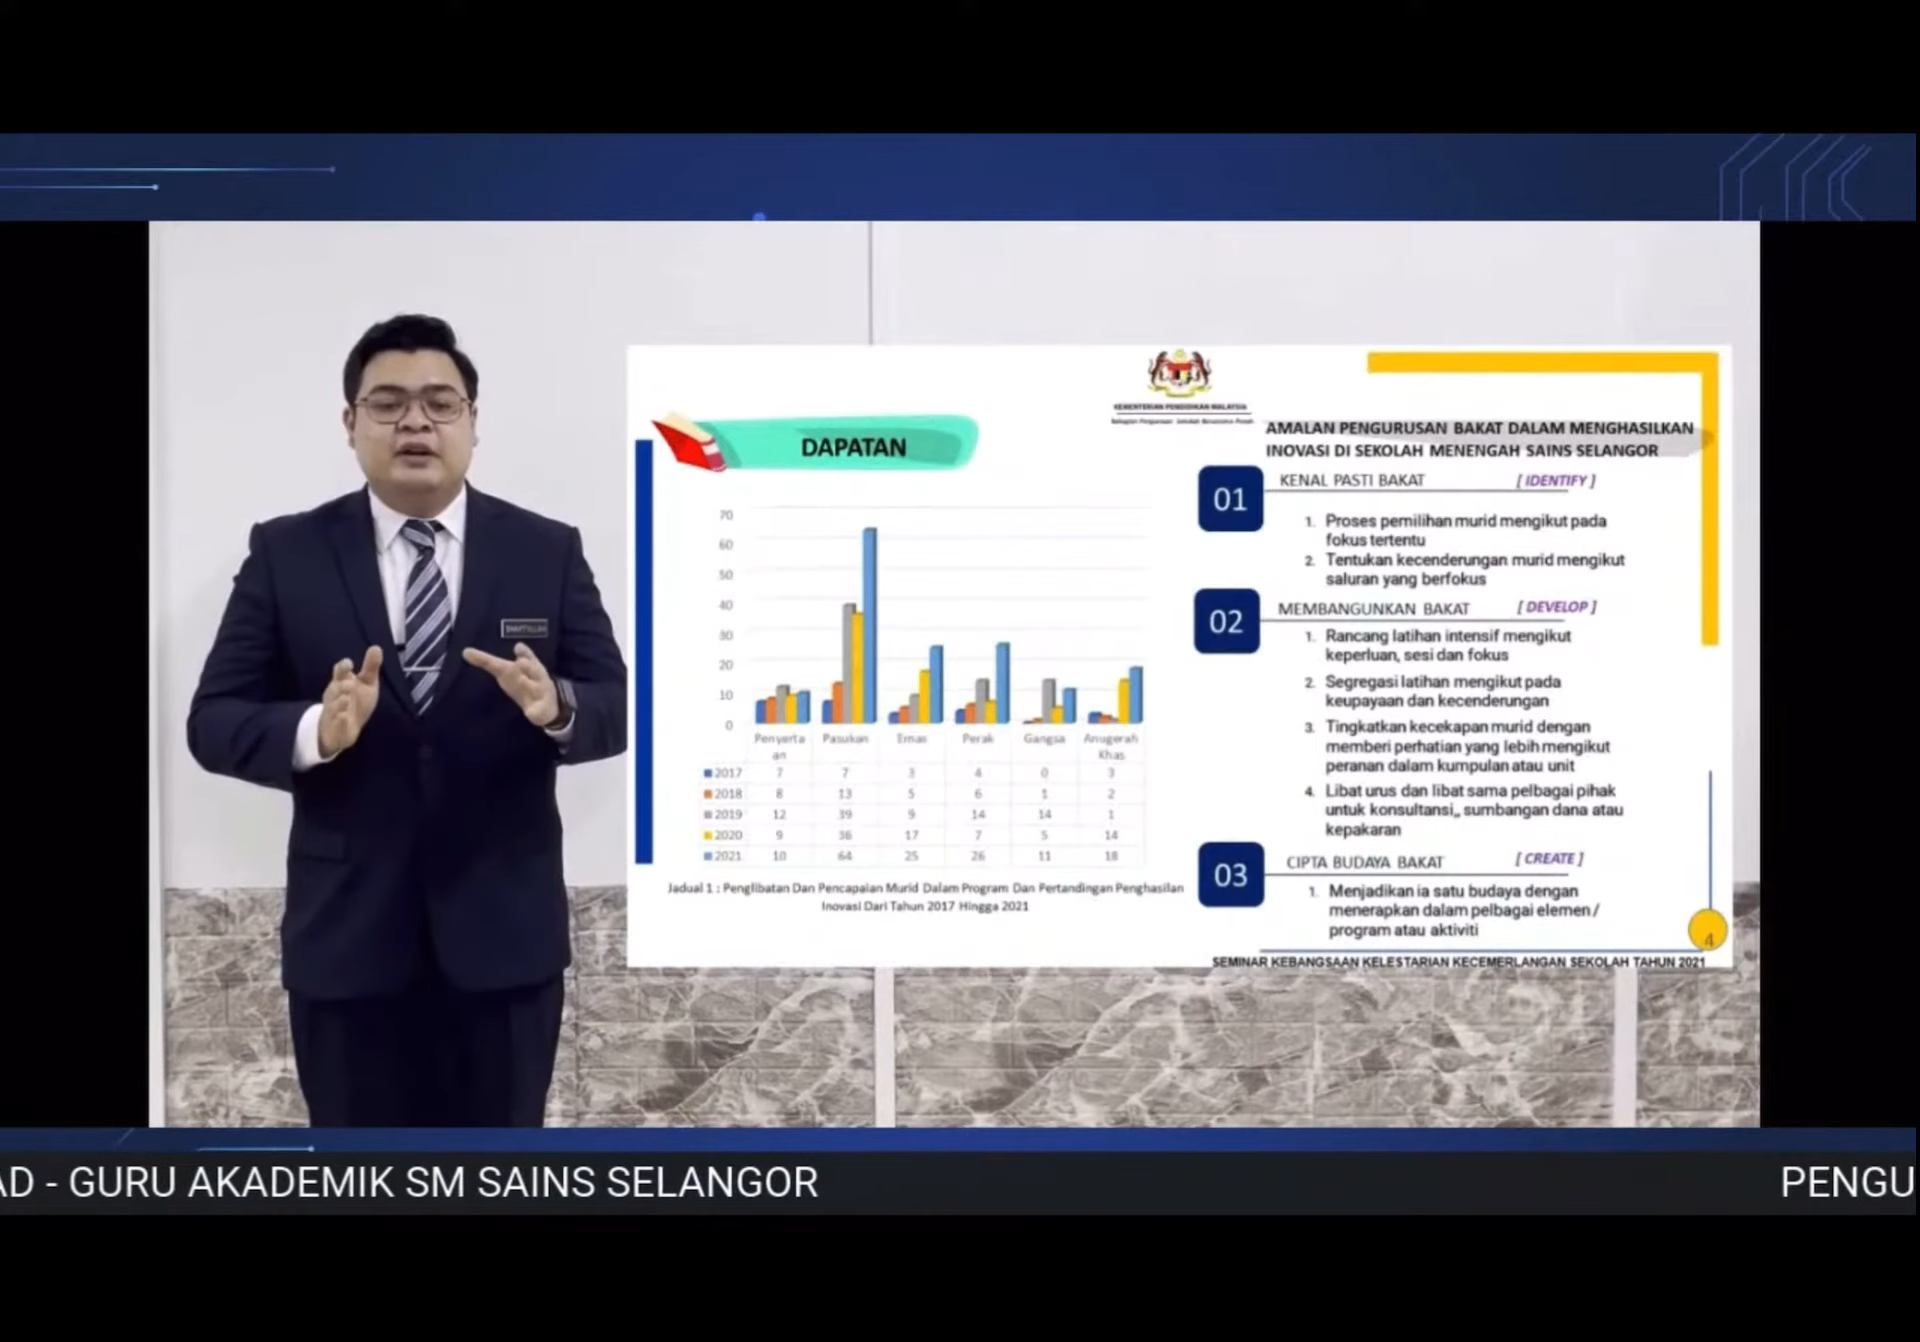 KEMENTERIAN PENDIDIKAN MALAYSIA
DAPATAN
70
60
50
40
30
20
10
0
Penyerta
an
Pasukan
Emas
Perak
Gangsa
Anugerah
Khas
2017 7 7 3 4 0 3
2018 8 13 5 6 1 2
2019 12 39 9 14 14 1
2020 9 36 17 7 5 14
2021 10 64 25 26 11 18
Jadual 1 : Penglibatan Dan Pencapaian Murid Dalam Program Dan Pertandingan Penghasilan
Inovasi Dari Tahun 2017 Hingga 2021
AMALAN PENGURUSAN BAKAT DALAM MENGHASILKAN
INOVASI DI SEKOLAH MENENGAH SAINS SELANGOR
01 KENAL PASTI BAKAT [ IDENTIFY ]
1. Proses pemilihan murid mengikut pada
fokus tertentu
2. Tentukan kecenderungan murid mengikut
saluran yang berfokus
02 MEMBANGUNKAN BAKAT [ DEVELOP ]
1. Rancang latihan intensif mengikut
keperluan, sesi dan fokus
2. Segregasi latihan mengikut pada
keupayaan dan kecenderungan
3. Tingkatkan kecekapan murid dengan
memberi perhatian yang lebih mengikut
peranan dalam kumpulan atau unit
4. Libat urus dan libat sama pelbagai pihak
untuk konsultansi,, sumbangan dana atau
kepakaran
03 CIPTA BUDAYA BAKAT [ CREATE ]
1. Menjadikan ia satu budaya dengan
menerapkan dalam pelbagai elemen /
program atau aktiviti
4
SEMINAR KEBANGSAAN KELESTARIAN KECEMERLANGAN SEKOLAH TAHUN 2021
AD - GURU AKADEMIK SM SAINS SELANGOR
PENGU